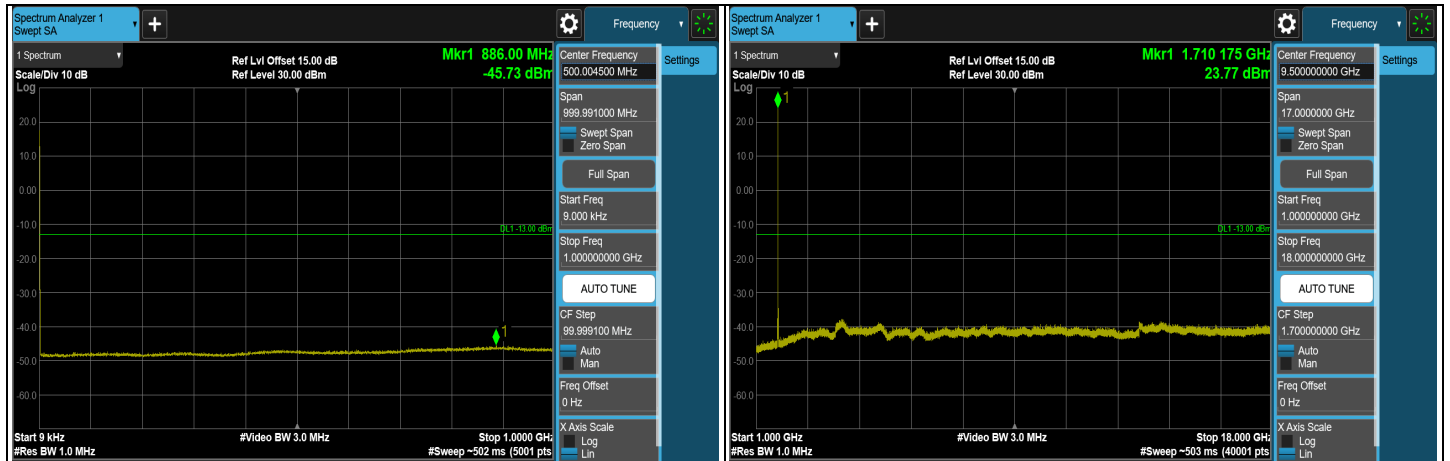 Spectrum Analyzer 1
Swept SA
+
Frequency
1 Spectrum
Scale/Div 10 dB
Log
Ref Lvl Offset 15.00 dB
Ref Level 30.00 dBm
Mkr1 886.00 MHz
-45.73 dBm
20.0
10.0
0.00
-10.0
-20.0
-30.0
-40.0
-50.0
-60.0
DL1 -13.00 dBm
1
Start 9 kHz
#Res BW 1.0 MHz
#Video BW 3.0 MHz
Stop 1.0000 GHz
#Sweep ~502 ms (5001 pts
Center Frequency
500.004500 MHz
Span
999.991000 MHz
Swept Span
Zero Span
Full Span
Start Freq
9.000 kHz
Stop Freq
1.000000000 GHz
AUTO TUNE
CF Step
99.999100 MHz
Auto
Man
Freq Offset
0 Hz
X Axis Scale
Log
Lin
Settings
Spectrum Analyzer 1
Swept SA
+
Frequency
1 Spectrum
Scale/Div 10 dB
Log
Ref Lvl Offset 15.00 dB
Ref Level 30.00 dBm
Mkr1 1.710 175 GHz
23.77 dBm
1
20.0
10.0
0.00
-10.0
-20.0
-30.0
-40.0
-50.0
-60.0
DL1 -13.00 dBm
Start 1.000 GHz
#Res BW 1.0 MHz
#Video BW 3.0 MHz
Stop 18.000 GHz
#Sweep ~503 ms (40001 pts
Center Frequency
9.500000000 GHz
Span
17.0000000 GHz
Swept Span
Zero Span
Full Span
Start Freq
1.000000000 GHz
Stop Freq
18.000000000 GHz
AUTO TUNE
CF Step
1.700000000 GHz
Auto
Man
Freq Offset
0 Hz
X Axis Scale
Log
Lin
Settings